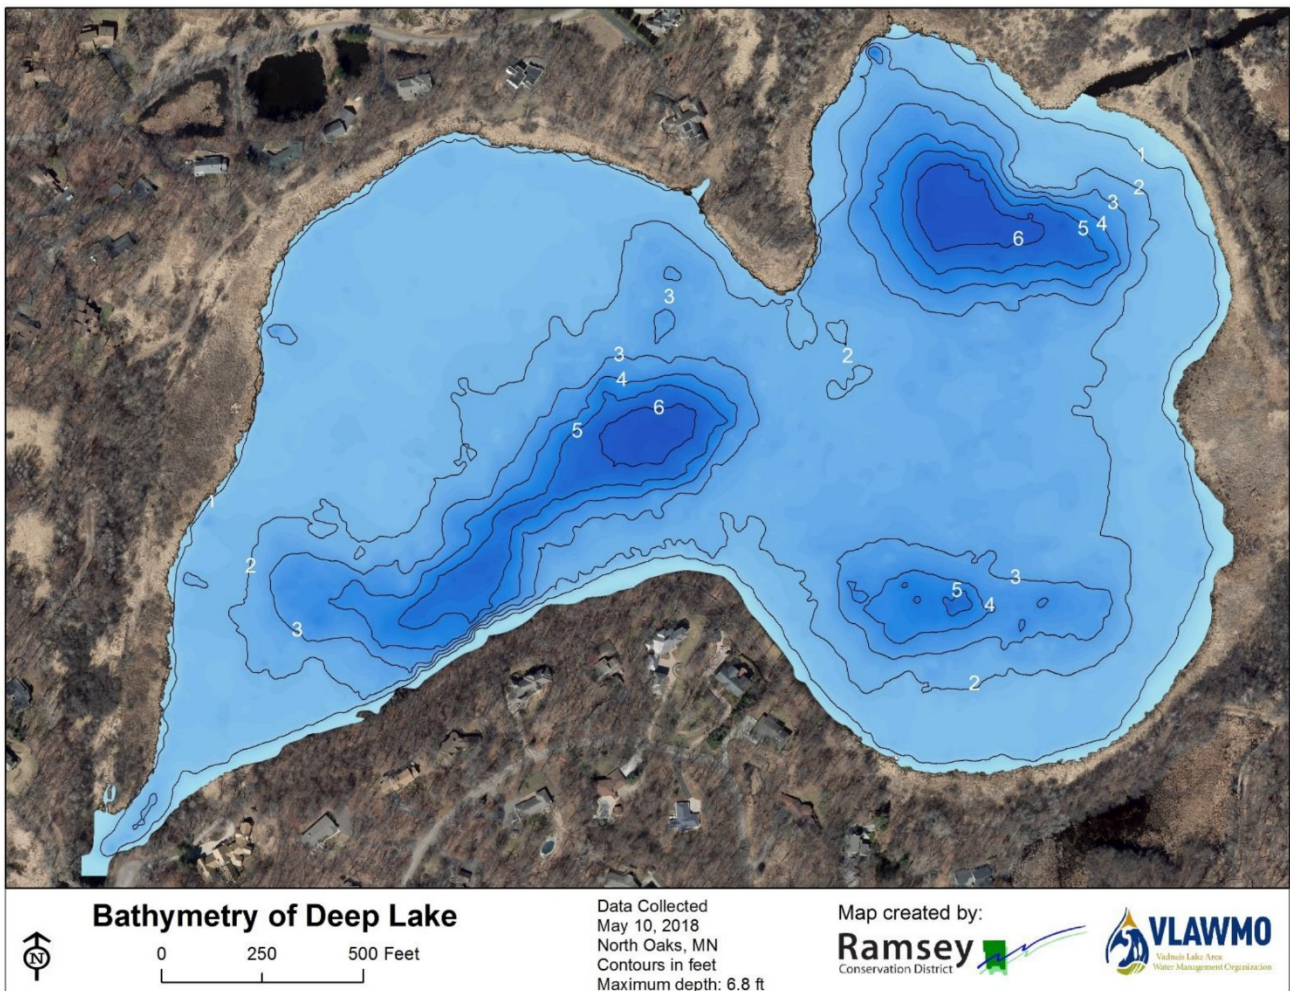 1
2
3
4
5
6
3
2
3
4
6
5
1
2
3
3
5
4
2
Bathymetry of Deep Lake
0 250 500 Feet
N
Data Collected
May 10, 2018
North Oaks, MN
Contours in feet
Maximum depth: 6.8 ft
Map created by:
Ramsey
Conservation District
VLAWMO
Vadnais Lake Area
Water Management Organization